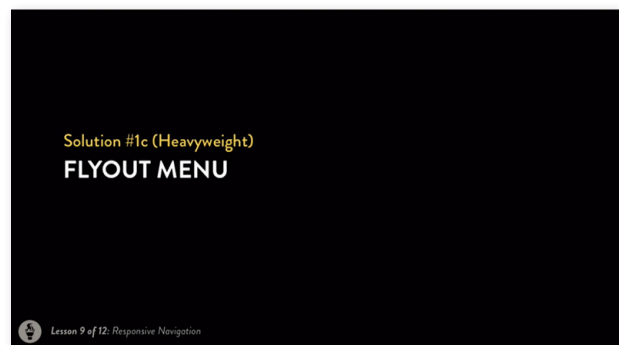 Solution #1c (Heavyweight)
FLYOUT MENU
Lesson 9 of 12: Responsive Navigation